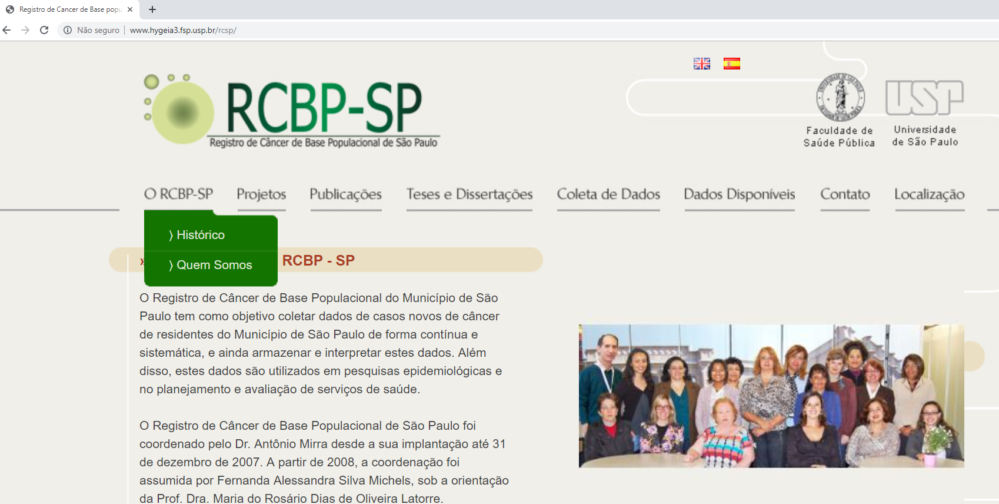 Registro de Cancer de Base popu
Não seguro | www.hygeia3.fsp.usp.br/rcsp/
RCBP-SP
Registro de Câncer de Base Populacional de São Paulo
Faculdade de
Saúde Pública
USP
Universidade
de São Paulo
O RCBP-SP Projetos Publicações Teses e Dissertações Coleta de Dados Dados Disponíveis Contato Localização
〉Histórico
〉Quem Somos
» RCBP - SP
O Registro de Câncer de Base Populacional do Município de São
Paulo tem como objetivo coletar dados de casos novos de câncer
de residentes do Município de São Paulo de forma contínua e
sistemática, e ainda armazenar e interpretar estes dados. Além
disso, estes dados são utilizados em pesquisas epidemiológicas e
no planejamento e avaliação de serviços de saúde.
O Registro de Câncer de Base Populacional de São Paulo foi
coordenado pelo Dr. Antônio Mirra desde a sua implantação até 31
de dezembro de 2007. A partir de 2008, a coordenação foi
assumida por Fernanda Alessandra Silva Michels, sob a orientação
da Prof. Dra. Maria do Rosário Dias de Oliveira Latorre.